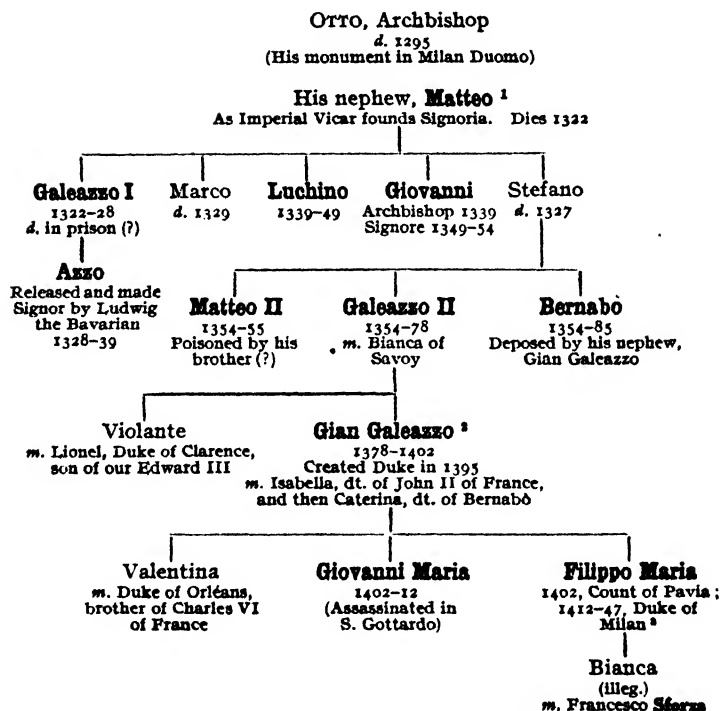 OTTO, Archbishop
d. 1295
(His monument in Milan Duomo)
His nephew, Matteo ¹
As Imperial Vicar founds Signoria. Dies 1322
Galeazzo I
1322–28
d. in prison (?)
Marco
d. 1329
Luchino
1339–49
Giovanni
Archbishop 1339
Signore 1349–54
Stefano
d. 1327
Azzo
Released and made
Signor by Ludwig
the Bavarian
1328–39
Matteo II
1354–55
Poisoned by his
brother (?)
Galeazzo II
1354–78
m. Bianca of
Savoy
Bernabò
1354–85
Deposed by his nephew,
Gian Galeazzo
Violante
m. Lionel, Duke of Clarence,
son of our Edward III
Gian Galeazzo ²
1378–1402
Created Duke in 1395
m. Isabella, dt. of John II of France,
and then Caterina, dt. of Bernabò
Valentina
m. Duke of Orléans,
brother of Charles VI
of France
Giovanni Maria
1402–12
(Assassinated in
S. Gottardo)
Filippo Maria
1402, Count of Pavia;
1412–47, Duke of
Milan ³
Bianca
(illeg.)
m. Francesco Sforza